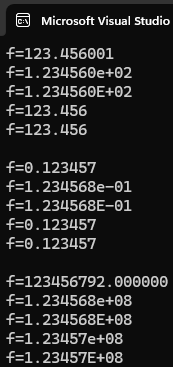 Microsoft Visual Studio
f=123.456001
f=1.234560e+02
f=1.234560E+02
f=123.456
f=123.456
f=0.123457
f=1.234568e-01
f=1.234568E-01
f=0.123457
f=0.123457
f=123456792.000000
f=1.234568e+08
f=1.234568E+08
f=1.23457e+08
f=1.23457E+08